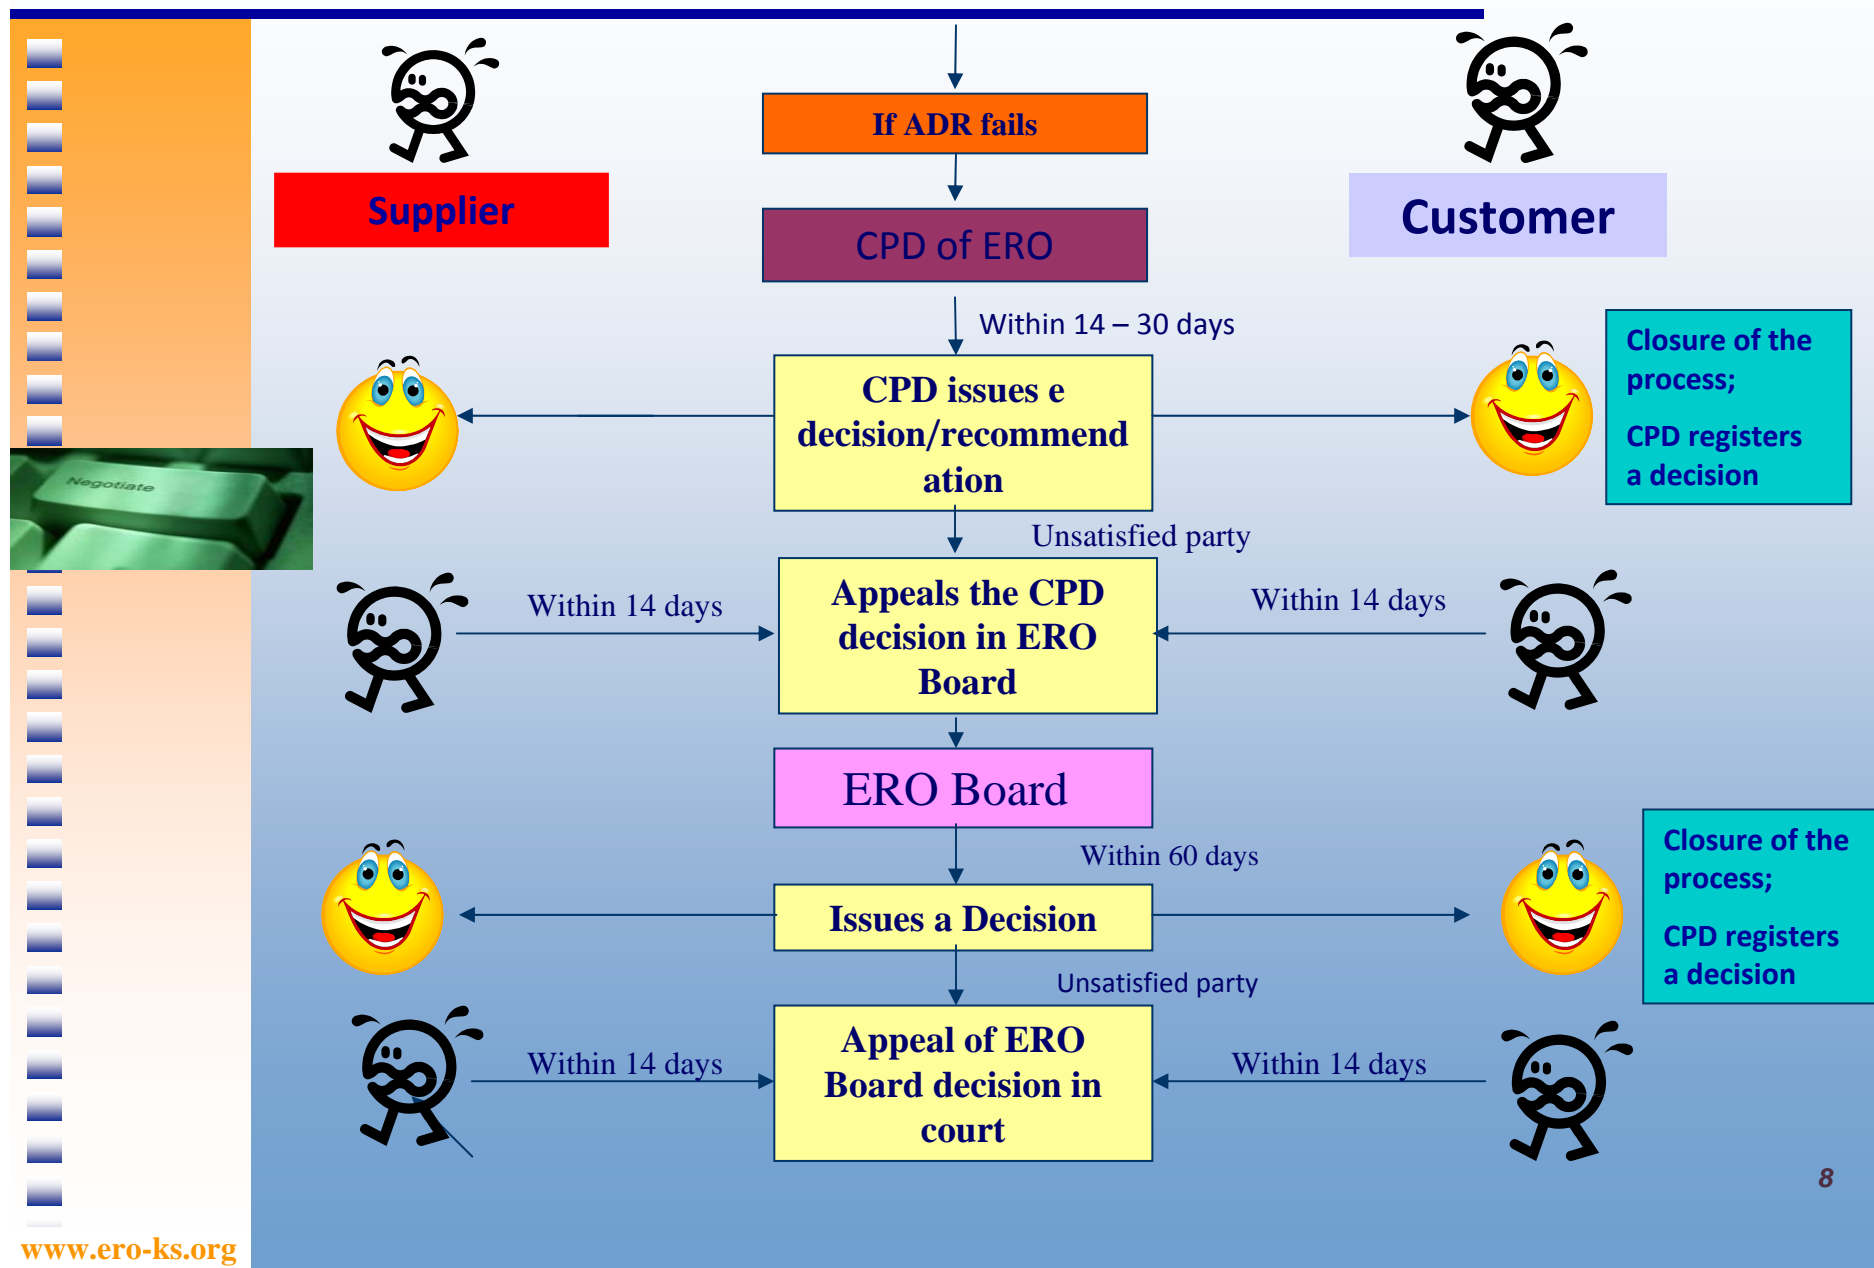 If ADR fails
Supplier
Customer
CPD of ERO
Within 14 – 30 days
CPD issues e
decision/recommend
ation
Closure of the
process;
CPD registers
a decision
Negotiate
Unsatisfied party
Within 14 days
Appeals the CPD
decision in ERO
Board
Within 14 days
ERO Board
Within 60 days
Issues a Decision
Closure of the
process;
CPD registers
a decision
Unsatisfied party
Within 14 days
Appeal of ERO
Board decision in
court
Within 14 days
8
www.ero-ks.org